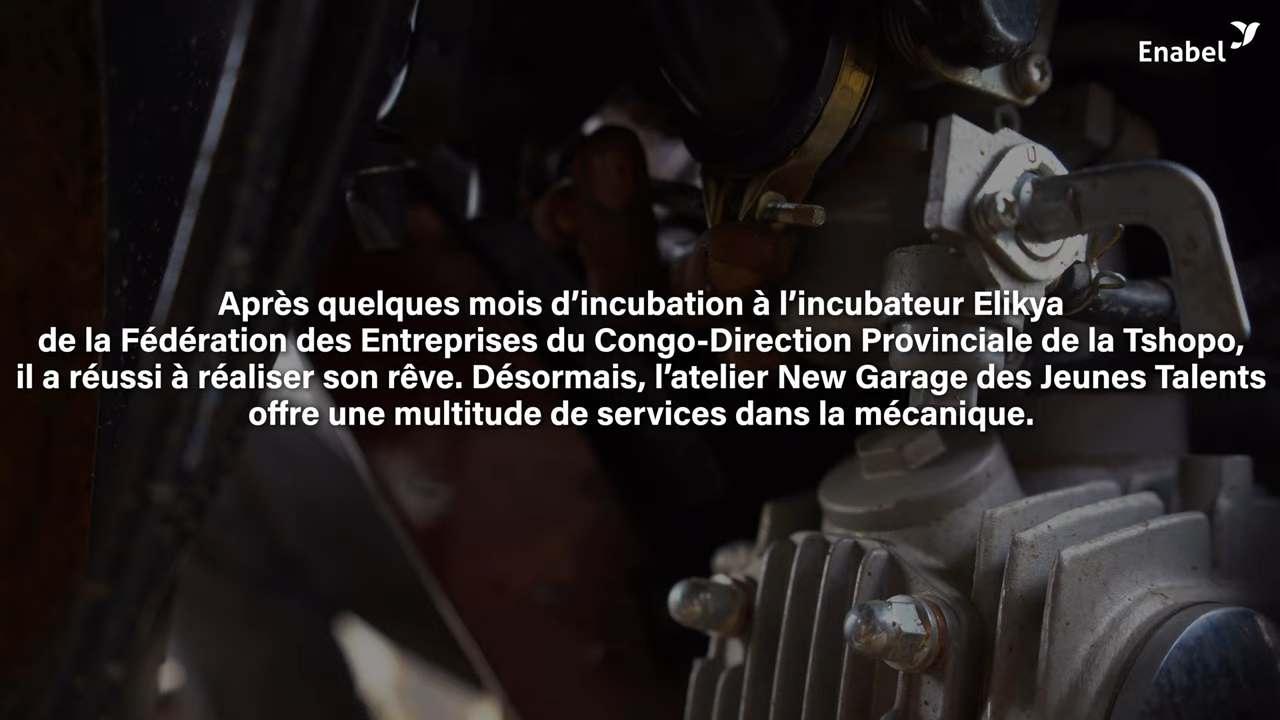 Enabel
Après quelques mois d’incubation à l’incubateur Elikya
de la Fédération des Entreprises du Congo-Direction Provinciale de la Tshopo,
il a réussi à réaliser son rêve. Désormais, l’atelier New Garage des Jeunes Talents
offre une multitude de services dans la mécanique.